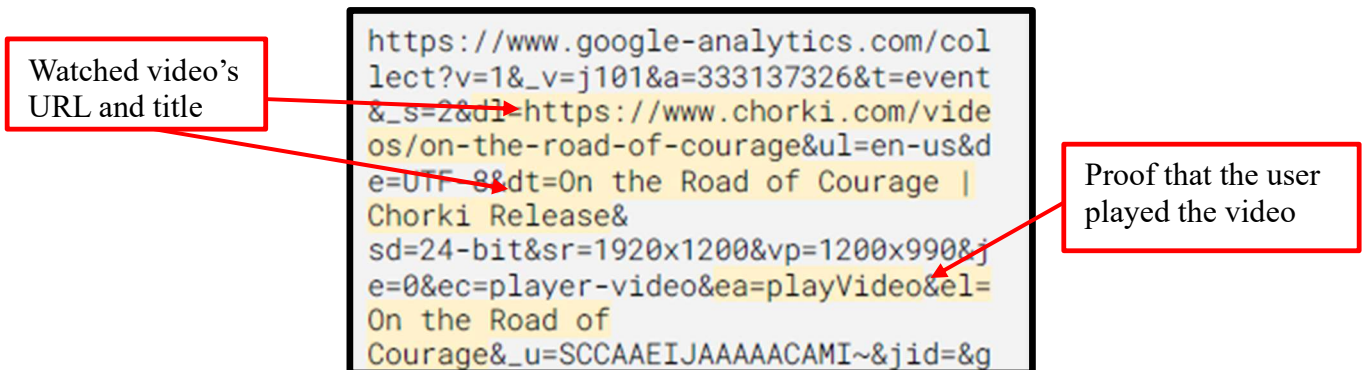 Watched video's
URL and title
https://www.google-analytics.com/col
lect?v=1&_v=j101&a=333137326&t=event
&_s=2&dl=https://www.chorki.com/vide
os/on-the-road-of-courage&ul=en-us&d
e=UTF-8&dt=On the Road of Courage |
Chorki Release&
sd=24-bit&sr=1920x1200&vp=1200x990&j
e=0&ec=player-video&ea=playVideo&el=
On the Road of
Courage&_u=SCCAAEIJAAAAACAMI~&jid=&g
Proof that the user
played the video